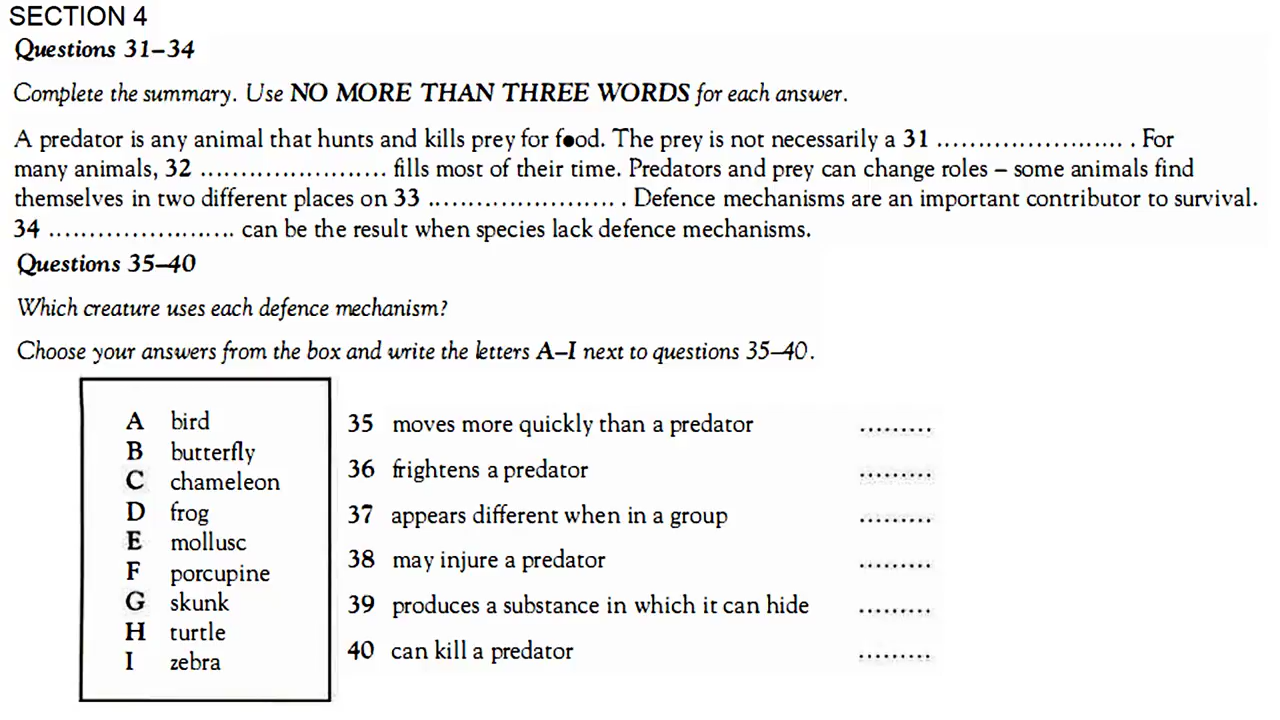 SECTION 4
Questions 31–34
Complete the summary. Use NO MORE THAN THREE WORDS for each answer.
A predator is any animal that hunts and kills prey for food. The prey is not necessarily a 31 ....................... . For
many animals, 32 ....................... fills most of their time. Predators and prey can change roles – some animals find
themselves in two different places on 33 ....................... . Defence mechanisms are an important contributor to survival.
34 ....................... can be the result when species lack defence mechanisms.
Questions 35–40
Which creature uses each defence mechanism?
Choose your answers from the box and write the letters A–I next to questions 35–40.
A bird
B butterfly
C chameleon
D frog
E mollusc
F porcupine
G skunk
H turtle
I zebra
35 moves more quickly than a predator .........
36 frightens a predator .........
37 appears different when in a group .........
38 may injure a predator .........
39 produces a substance in which it can hide .........
40 can kill a predator .........